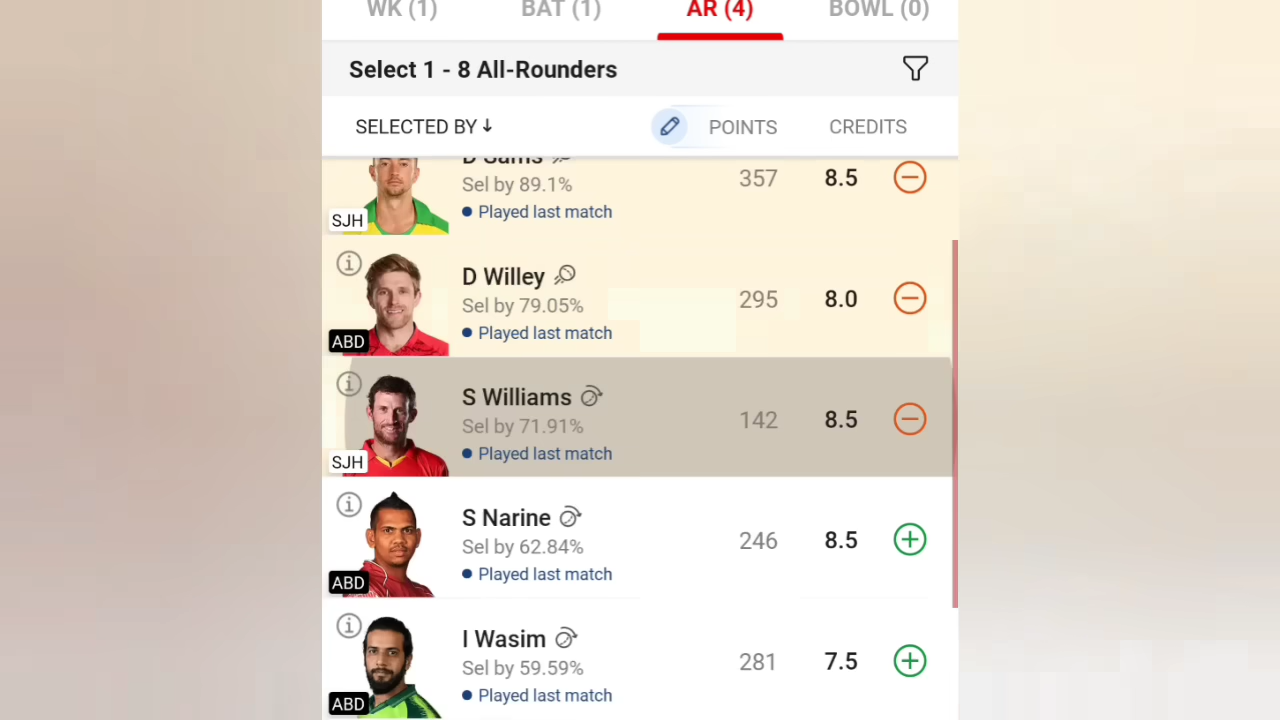 WK (1) BAT (1) AR (4) BOWL (0)
Select 1 - 8 All-Rounders
SELECTED BY ↓ POINTS CREDITS
D Sams
Sel by 89.1% 357 8.5
SJH Played last match
D Willey
Sel by 79.05% 295 8.0
ABD Played last match
S Williams
Sel by 71.91% 142 8.5
SJH Played last match
S Narine
Sel by 62.84% 246 8.5
ABD Played last match
I Wasim
Sel by 59.59% 281 7.5
ABD Played last match